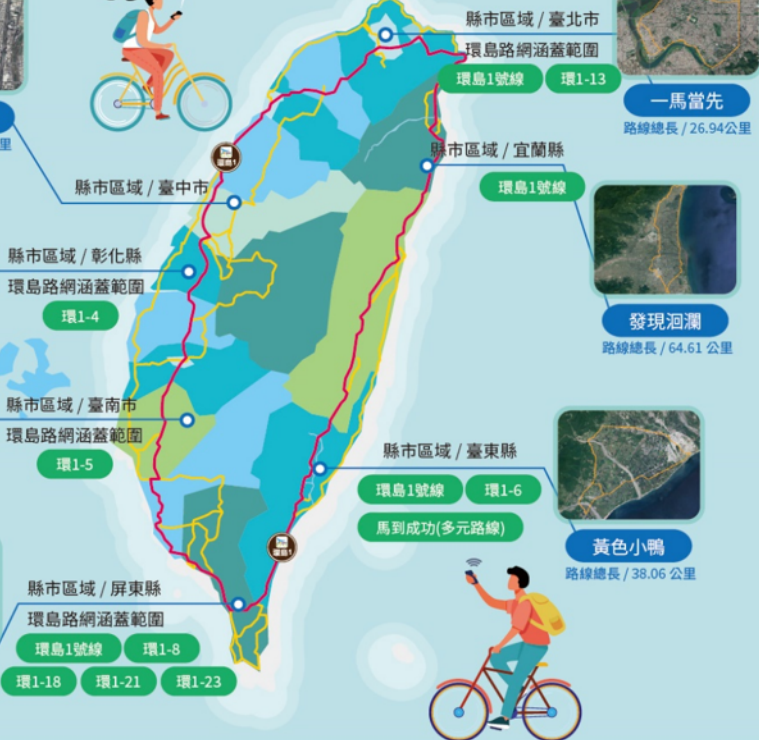 縣市區域 / 臺北市
環島路網涵蓋範圍
環島1號線
環1-13
一馬當先
路線總長 / 26.94公里
里
縣市區域 / 宜蘭縣
環島1號線
縣市區域 / 臺中市
縣市區域 / 彰化縣
環島路網涵蓋範圍
環1-4
發現洄瀾
路線總長 / 64.61 公里
縣市區域 / 臺南市
環島路網涵蓋範圍
環1-5
縣市區域 / 臺東縣
環島1號線
環1-6
馬到成功(多元路線)
黃色小鴨
路線總長 / 38.06 公里
縣市區域 / 屏東縣
環島路網涵蓋範圍
環島1號線
環1-8
環1-18
環1-21
環1-23